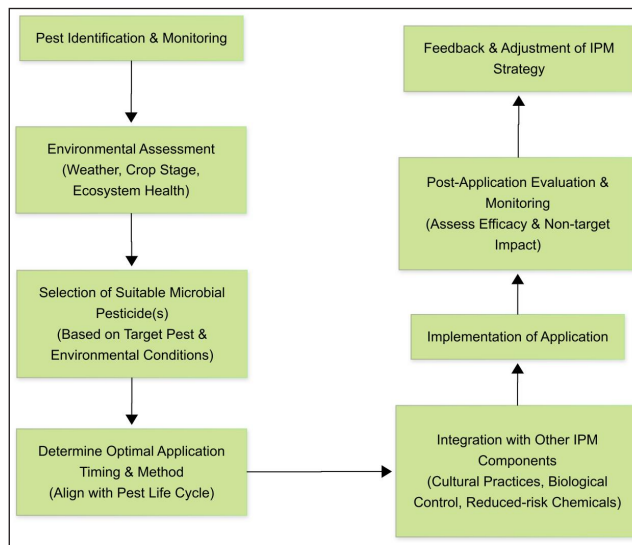 Pest Identification & Monitoring
Environmental Assessment
(Weather, Crop Stage,
Ecosystem Health)
Selection of Suitable Microbial
Pesticide(s)
(Based on Target Pest &
Environmental Conditions)
Determine Optimal Application
Timing & Method
(Align with Pest Life Cycle)
Integration with Other IPM
Components
(Cultural Practices, Biological
Control, Reduced-risk Chemicals)
Implementation of Application
Post-Application Evaluation &
Monitoring
(Assess Efficacy & Non-target
Impact)
Feedback & Adjustment of IPM
Strategy